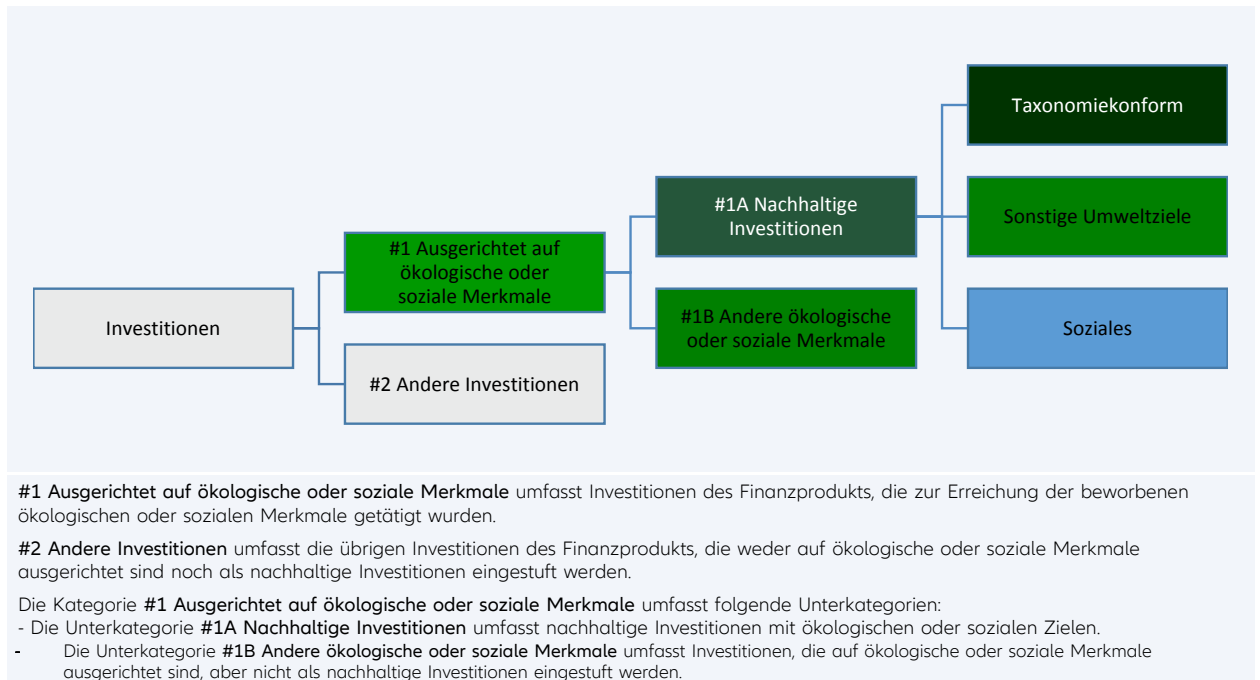 Taxonomiekonform
#1A Nachhaltige
Investitionen
Sonstige Umweltziele
#1 Ausgerichtet auf
ökologische oder
soziale Merkmale
Investitionen
#1B Andere ökologische
oder soziale Merkmale
Soziales
#2 Andere Investitionen
#1 Ausgerichtet auf ökologische oder soziale Merkmale umfasst Investitionen des Finanzprodukts, die zur Erreichung der beworbenen
ökologischen oder sozialen Merkmale getätigt wurden.
#2 Andere Investitionen umfasst die übrigen Investitionen des Finanzprodukts, die weder auf ökologische oder soziale Merkmale
ausgerichtet sind noch als nachhaltige Investitionen eingestuft werden.
Die Kategorie #1 Ausgerichtet auf ökologische oder soziale Merkmale umfasst folgende Unterkategorien:
- Die Unterkategorie #1A Nachhaltige Investitionen umfasst nachhaltige Investitionen mit ökologischen oder sozialen Zielen.
- Die Unterkategorie #1B Andere ökologische oder soziale Merkmale umfasst Investitionen, die auf ökologische oder soziale Merkmale
ausgerichtet sind, aber nicht als nachhaltige Investitionen eingestuft werden.